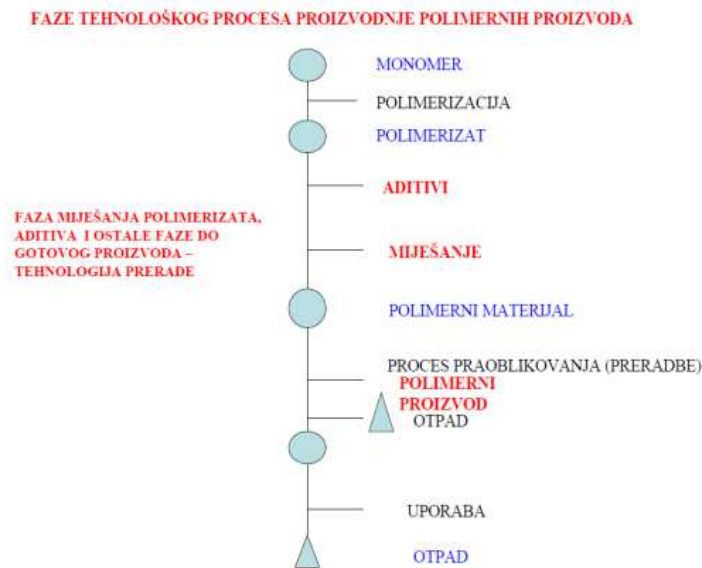 FAZE TEHNOLOŠKOG PROCESA PROIZVODNJE POLIMERNIH PROIZVODA
MONOMER
POLIMERIZACIJA
POLIMERIZAT
ADITIVI
FAZA MIJEŠANJA POLIMERIZATA,
ADITIVA I OSTALE FAZE DO
GOTOVOG PROIZVODA –
TEHNOLOGIJA PRERADE
MIJEŠANJE
POLIMERNI MATERIJAL
PROCES PRAOBLIKOVANJA (PRERADBE)
POLIMERNI
PROIZVOD
OTPAD
UPORABA
OTPAD